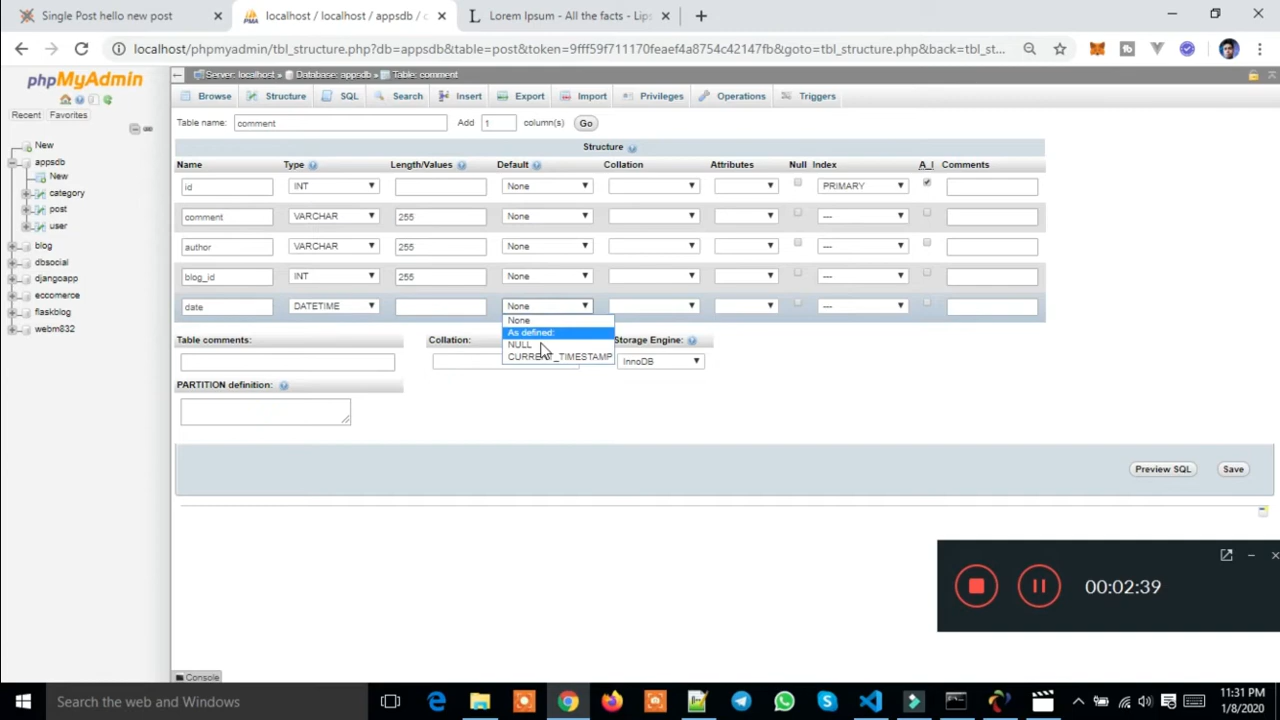 Single Post hello new post
localhost / localhost / appsdb / c
Lorem Ipsum - All the facts - Lips
localhost/phpmyadmin/tbl_structure.php?db=appsdb&table=post&token=9fff59f711170feaef4a8754c42147fb&goto=tbl_structure.php&back=tbl_st...
phpMyAdmin
Server: localhost » Database: appsdb » Table: comment
Browse Structure SQL Search Insert Export Import Privileges Operations Triggers
Recent Favorites
Table name: comment Add 1 column(s) Go
New
appsdb
New
category
post
user
blog
dbsocial
djangoapp
eccomerce
flaskblog
webm832
Structure
Name Type Length/Values Default Collation Attributes Null Index A_I Comments
id INT None PRIMARY
comment VARCHAR 255 None ---
author VARCHAR 255 None ---
blog_id INT 255 None ---
date DATETIME None ---
None
As defined:
NULL
CURRENT_TIMESTAMP
Table comments: Collation: Storage Engine:
InnoDB
PARTITION definition:
Preview SQL Save
00:02:39
Console
Search the web and Windows
11:31 PM
1/8/2020